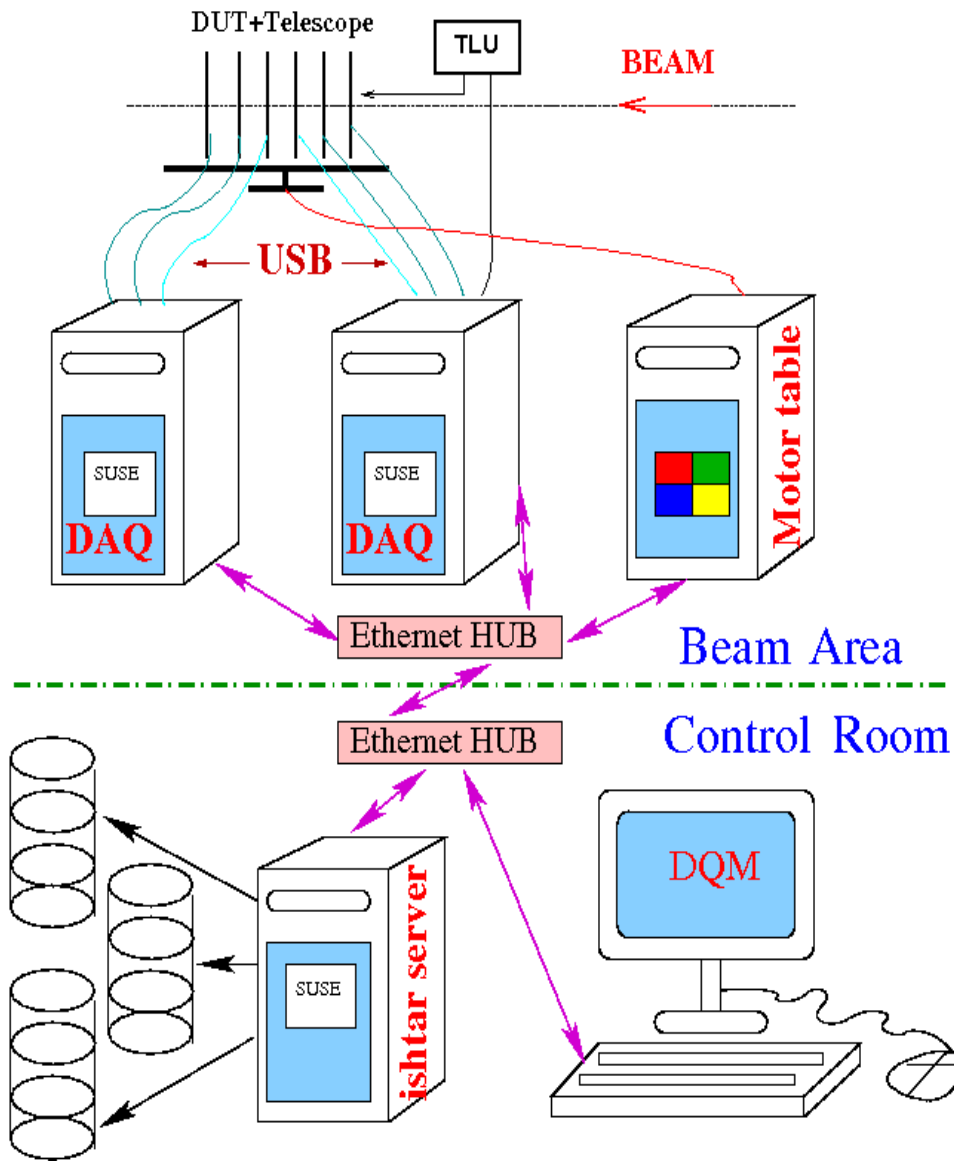 DUT+Telescope
TLU
BEAM
USB
SUSE
DAQ
SUSE
DAQ
Motor table
Ethernet HUB
Beam Area
Ethernet HUB
Control Room
SUSE
ishtar server
DQM